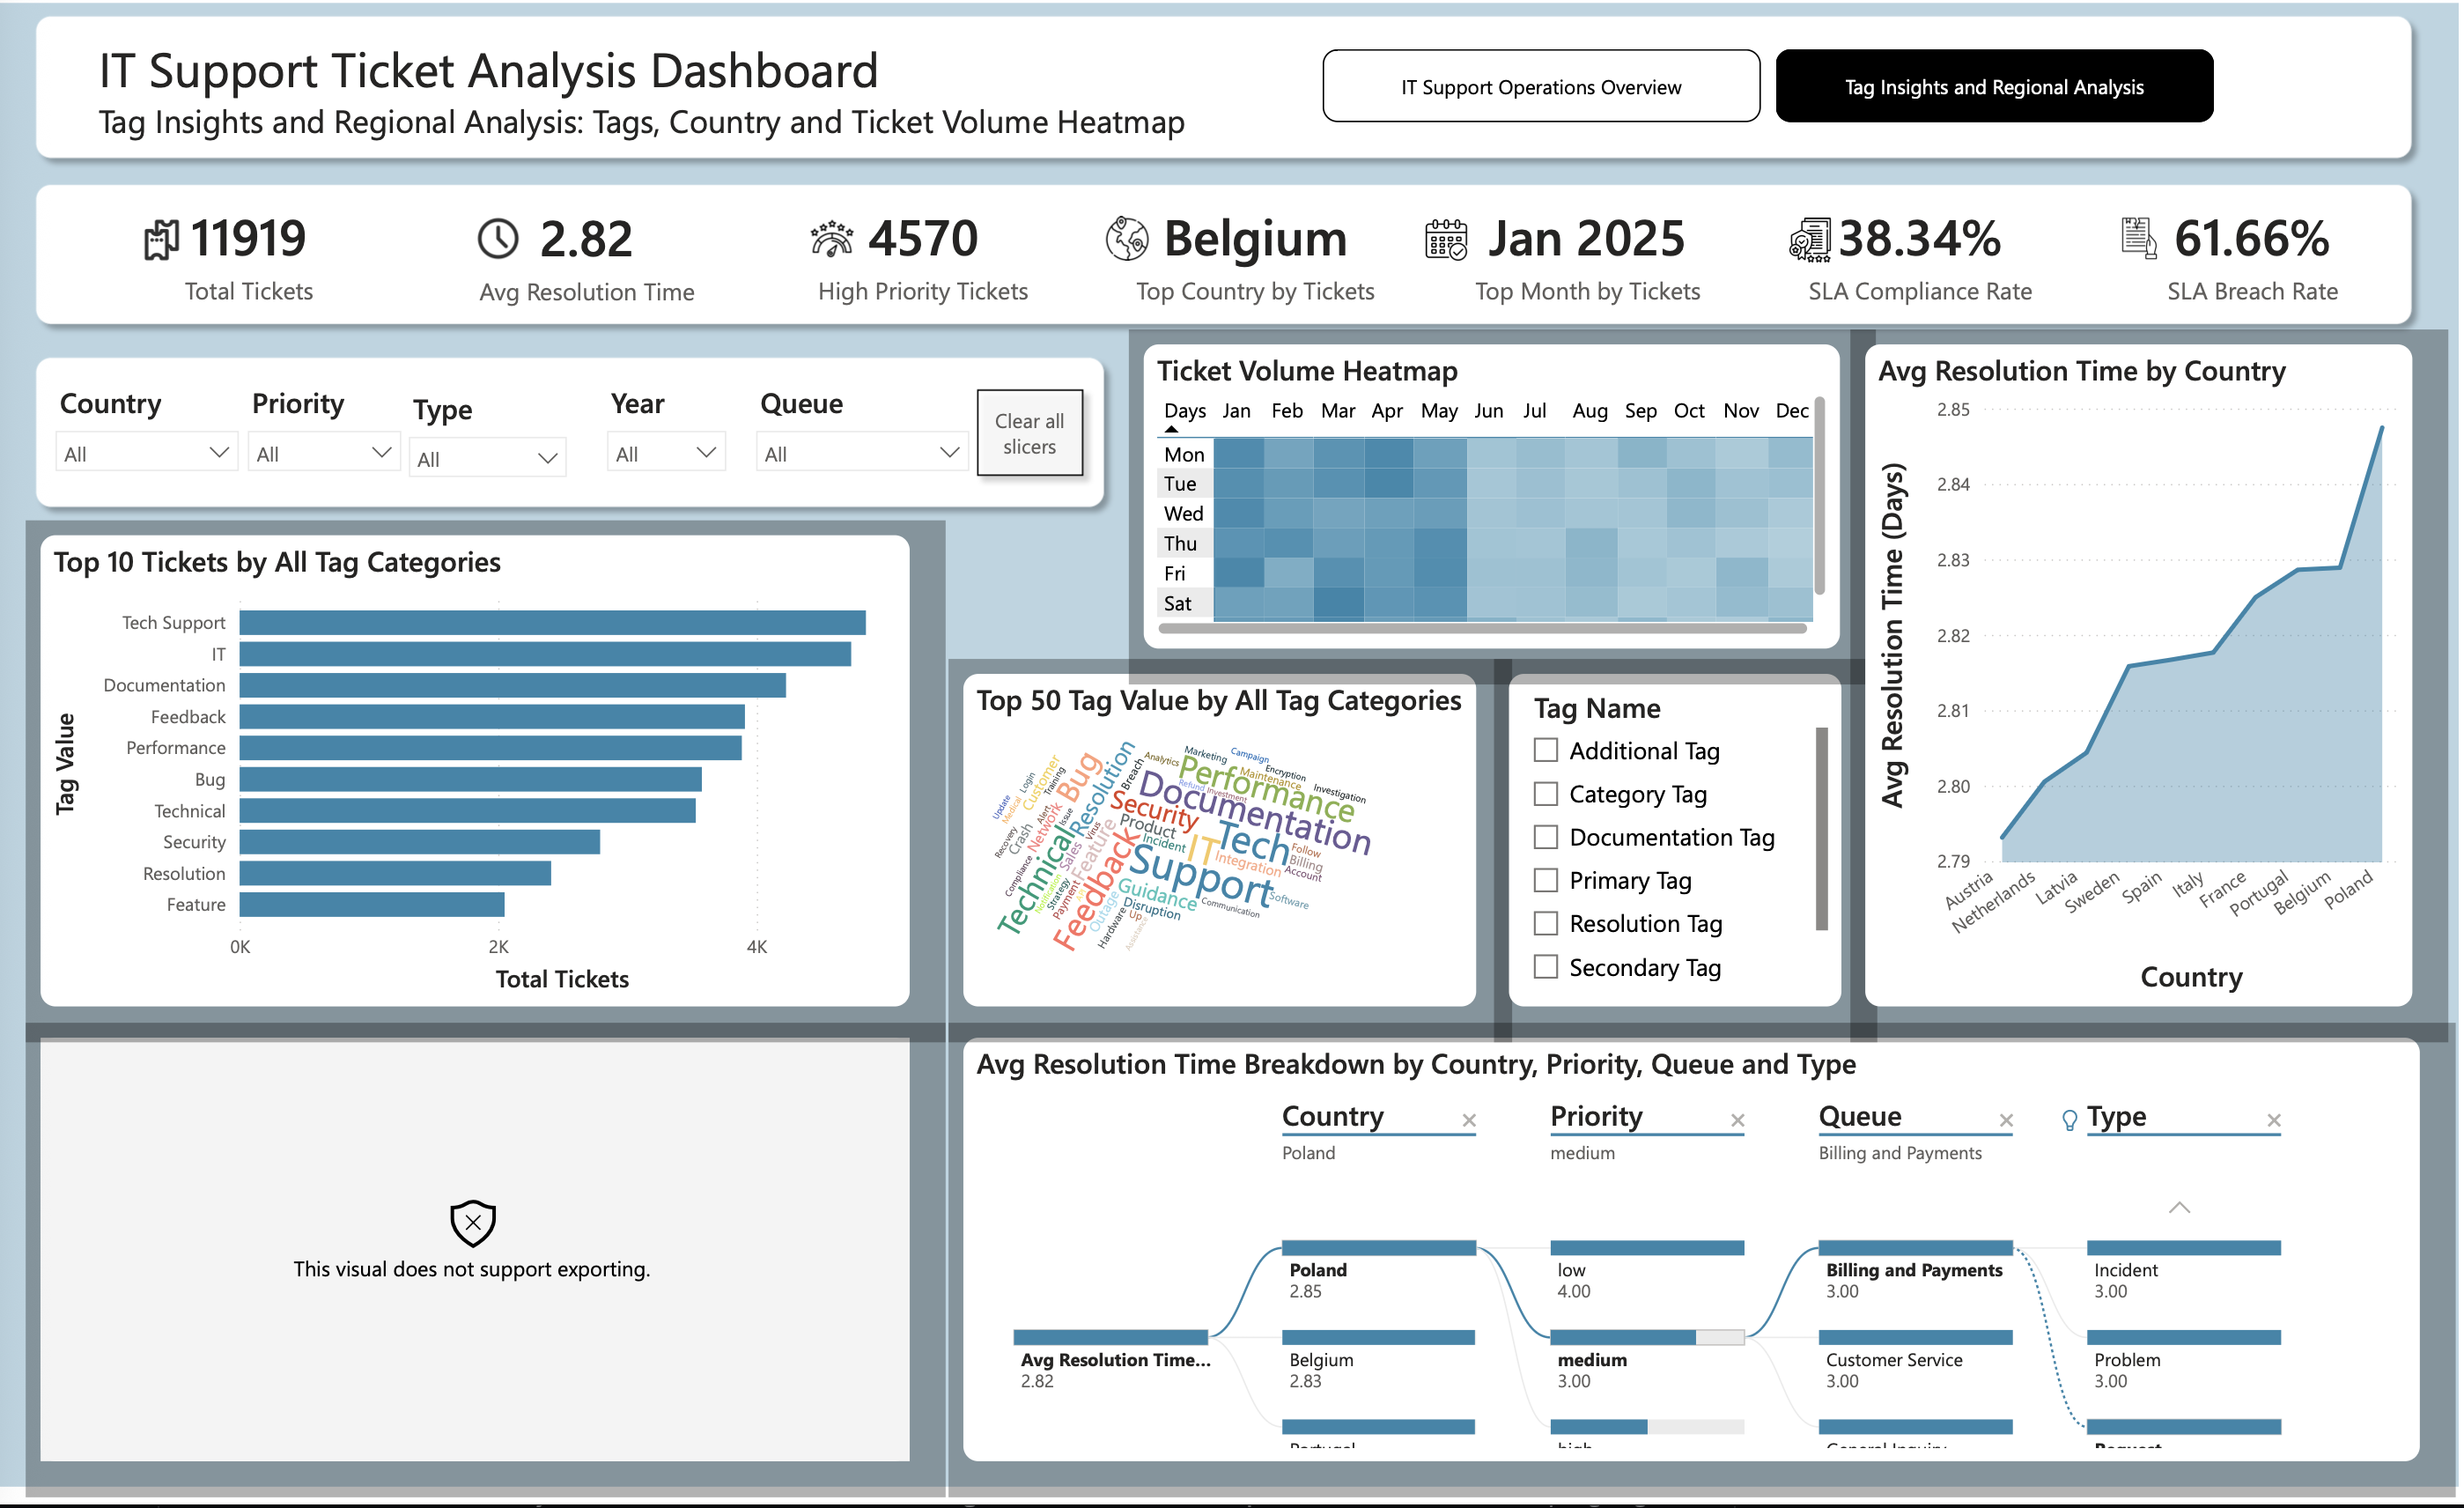 IT Support Ticket Analysis Dashboard
Tag Insights and Regional Analysis: Tags, Country and Ticket Volume Heatmap
IT Support Operations Overview
Tag Insights and Regional Analysis
11919
Total Tickets
2.82
Avg Resolution Time
4570
High Priority Tickets
Belgium
Top Country by Tickets
Jan 2025
Top Month by Tickets
38.34%
SLA Compliance Rate
61.66%
SLA Breach Rate
Country
All
Priority
All
Type
All
Year
All
Queue
All
Clear all
slicers
Ticket Volume Heatmap
Days Jan Feb Mar Apr May Jun Jul Aug Sep Oct Nov Dec
Mon
Tue
Wed
Thu
Fri
Sat
Avg Resolution Time by Country
Avg Resolution Time (Days)
2.85
2.84
2.83
2.82
2.81
2.80
2.79
Austria
Netherlands
Latvia
Sweden
Spain
Italy
France
Portugal
Belgium
Poland
Country
Top 10 Tickets by All Tag Categories
Tag Value
Tech Support
IT
Documentation
Feedback
Performance
Bug
Technical
Security
Resolution
Feature
0K 2K 4K
Total Tickets
Top 50 Tag Value by All Tag Categories
Update
Medical
Login
Customer
Training
Alert
Bug
Issue
Resolution
Breach
Analytics
Marketing
Campaign
Encryption
Maintenance
Investigation
Performance
Refund
Investment
Documentation
Security
Product
Incident
Recovery
Crash
Network
Virus
Compliance
Technical
Sales
Feature
Notification
Strategy
Payment
Feedback
IT
Tech
Support
Integration
Follow
Billing
Account
Guidance
Software
Communication
Outage
Disruption
Up
Hardware
Assistance
Tag Name
Additional Tag
Category Tag
Documentation Tag
Primary Tag
Resolution Tag
Secondary Tag
This visual does not support exporting.
Avg Resolution Time Breakdown by Country, Priority, Queue and Type
Country
Poland
Priority
medium
Queue
Billing and Payments
Type
Avg Resolution Time...
2.82
Poland
2.85
Belgium
2.83
Portugal
low
4.00
medium
3.00
high
Billing and Payments
3.00
Customer Service
3.00
General Inquiry
Incident
3.00
Problem
3.00
Request